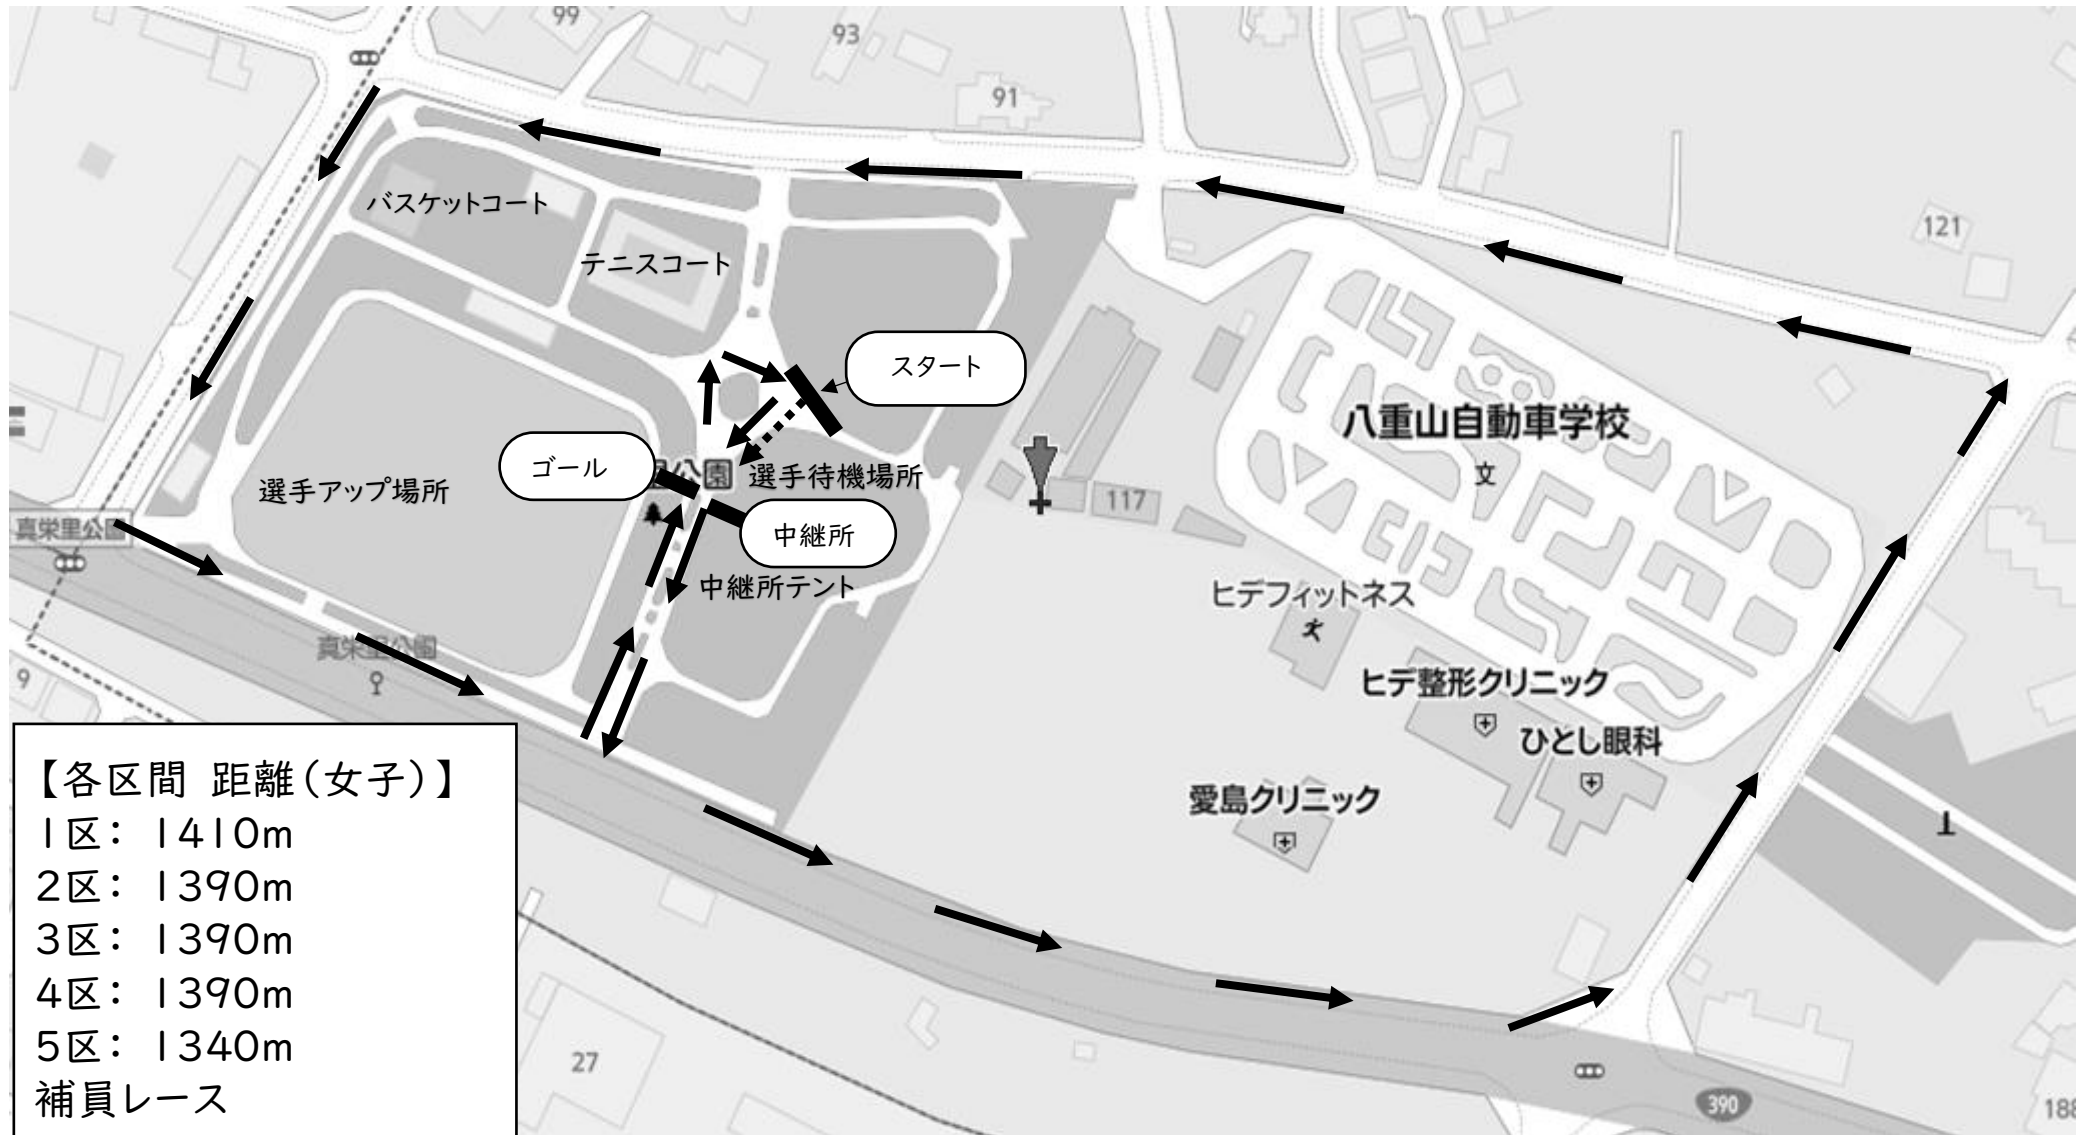 99
93
91
バスケットコート
テニスコート
121
スタート
八重山自動車学校
文
ゴール
里公園
選手待機場所
選手アップ場所
117
真栄里公園
中継所
中継所テント
ヒデフィットネス
真栄里公園
ヒデ整形クリニック
9
ひとし眼科
愛島クリニック
【各区間 距離(女子)】
1区: 1410m
2区: 1390m
3区: 1390m
4区: 1390m
5区: 1340m
補員レース
27
390
188